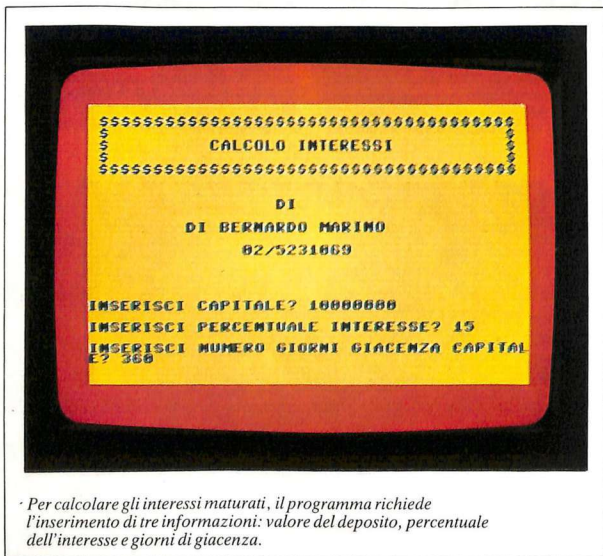 $$$$$$$$$$$$$$$$$$$$$$$$$$$$$$$$$$$$$$$
$ $
$ CALCOLO INTERESSI $
$ $
$$$$$$$$$$$$$$$$$$$$$$$$$$$$$$$$$$$$$$$
DI
DI BERNARDO MARINO
02/5231069
INSERISCI CAPITALE? 10000000
INSERISCI PERCENTUALE INTERESSE? 15
INSERISCI NUMERO GIORNI GIACENZA CAPITAL
E? 360
Per calcolare gli interessi maturati, il programma richiede
l'inserimento di tre informazioni: valore del deposito, percentuale
dell'interesse e giorni di giacenza.